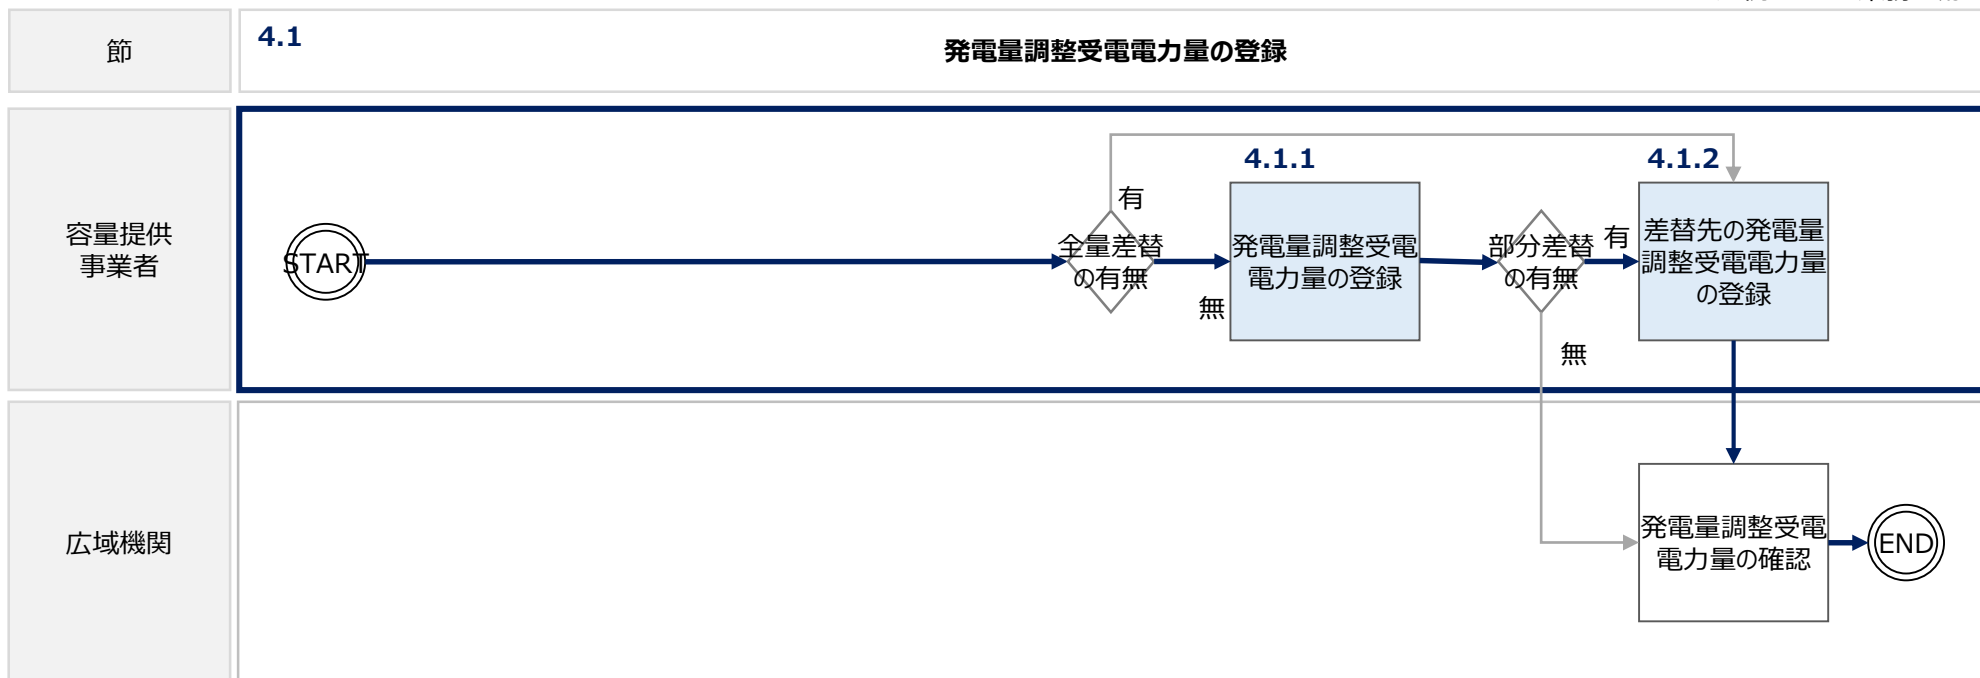 節
4.1
発電量調整受電電力量の登録
容量提供
事業者
START
全量差替
の有無
有
無
4.1.1
発電量調整受電
電力量の登録
部分差替
の有無
有
無
4.1.2
差替先の発電量
調整受電電力量
の登録
広域機関
発電量調整受電
電力量の確認
END